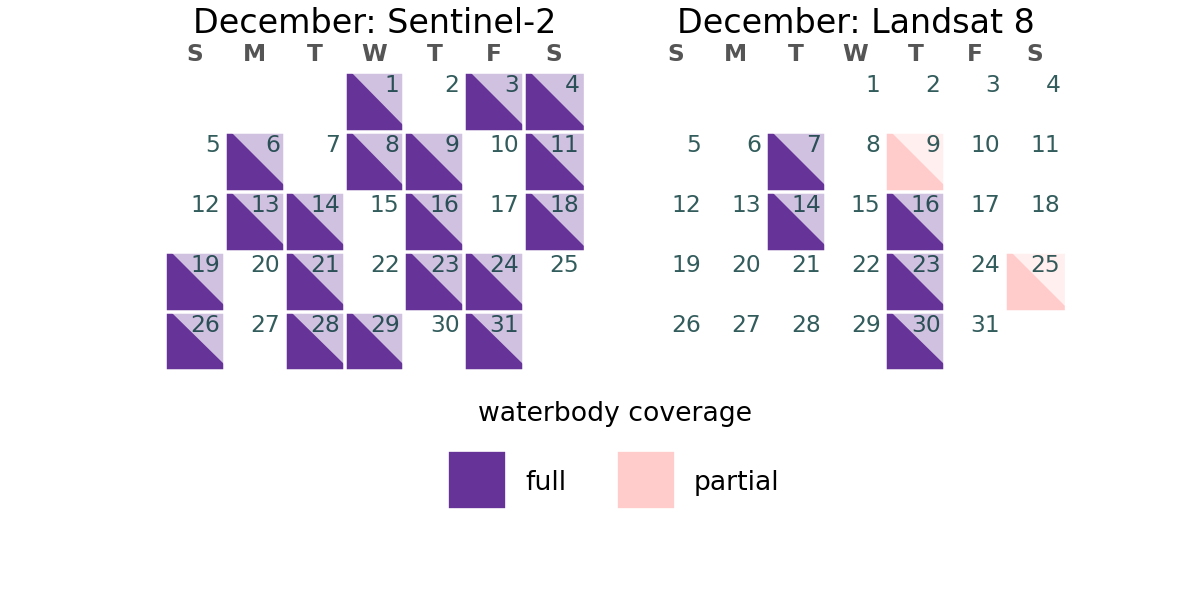 December: Sentinel-2
S M T W T F S
1 2 3 4
5 6 7 8 9 10 11
12 13 14 15 16 17 18
19 20 21 22 23 24 25
26 27 28 29 30 31
December: Landsat 8
S M T W T F S
1 2 3 4
5 6 7 8 9 10 11
12 13 14 15 16 17 18
19 20 21 22 23 24 25
26 27 28 29 30 31
waterbody coverage
full partial